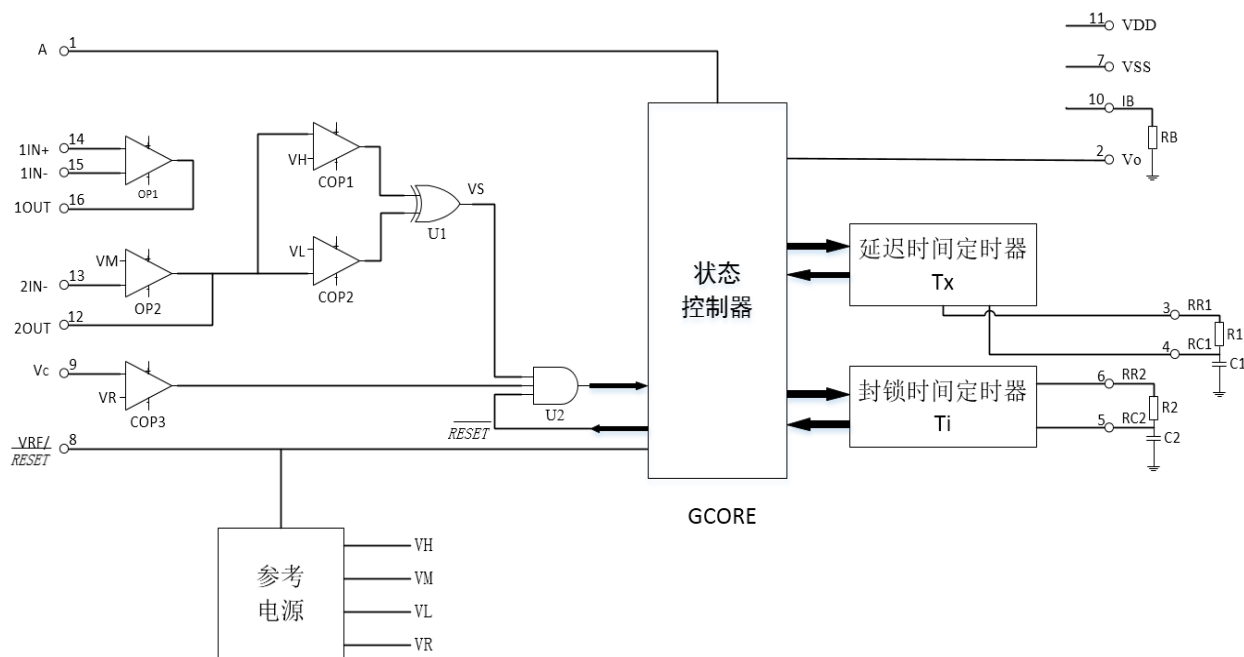 A 1
11 VDD
7 VSS
10 IB
RB
2 Vo
1IN+ 14
1IN- 15
1OUT 16
OP1
VH
COP1
VS
U1
VM
2IN- 13
2OUT 12
OP2
VL
COP2
Vc 9
VR
COP3
U2
RESET
VRF/
RESET
8
状态
控制器
GCORE
延迟时间定时器
Tx
3 RR1
R1
4 RC1
C1
封锁时间定时器
Ti
6 RR2
R2
5 RC2
C2
参考
电源
VH
VM
VL
VR